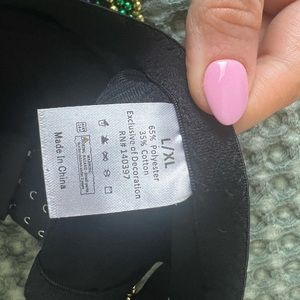 L/XL
65% Polyester
35% Cotton
Exclusive of Decoration
RN# 140397
Made In
China